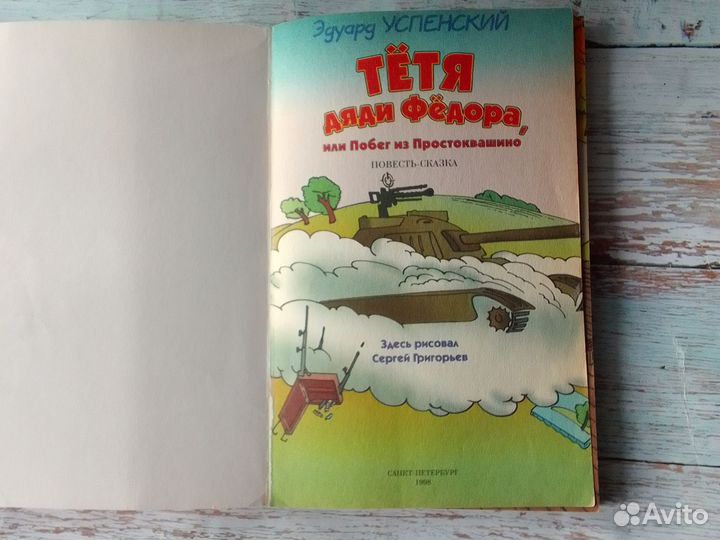 Эдуард УСПЕНСКИЙ
ТЁТЯ
дяди Фёдора,
или Побег из Простоквашино
ПОВЕСТЬ-СКАЗКА
Здесь рисовал
Сергей Григорьев
САНКТ-ПЕТЕРБУРГ
1998
Avito